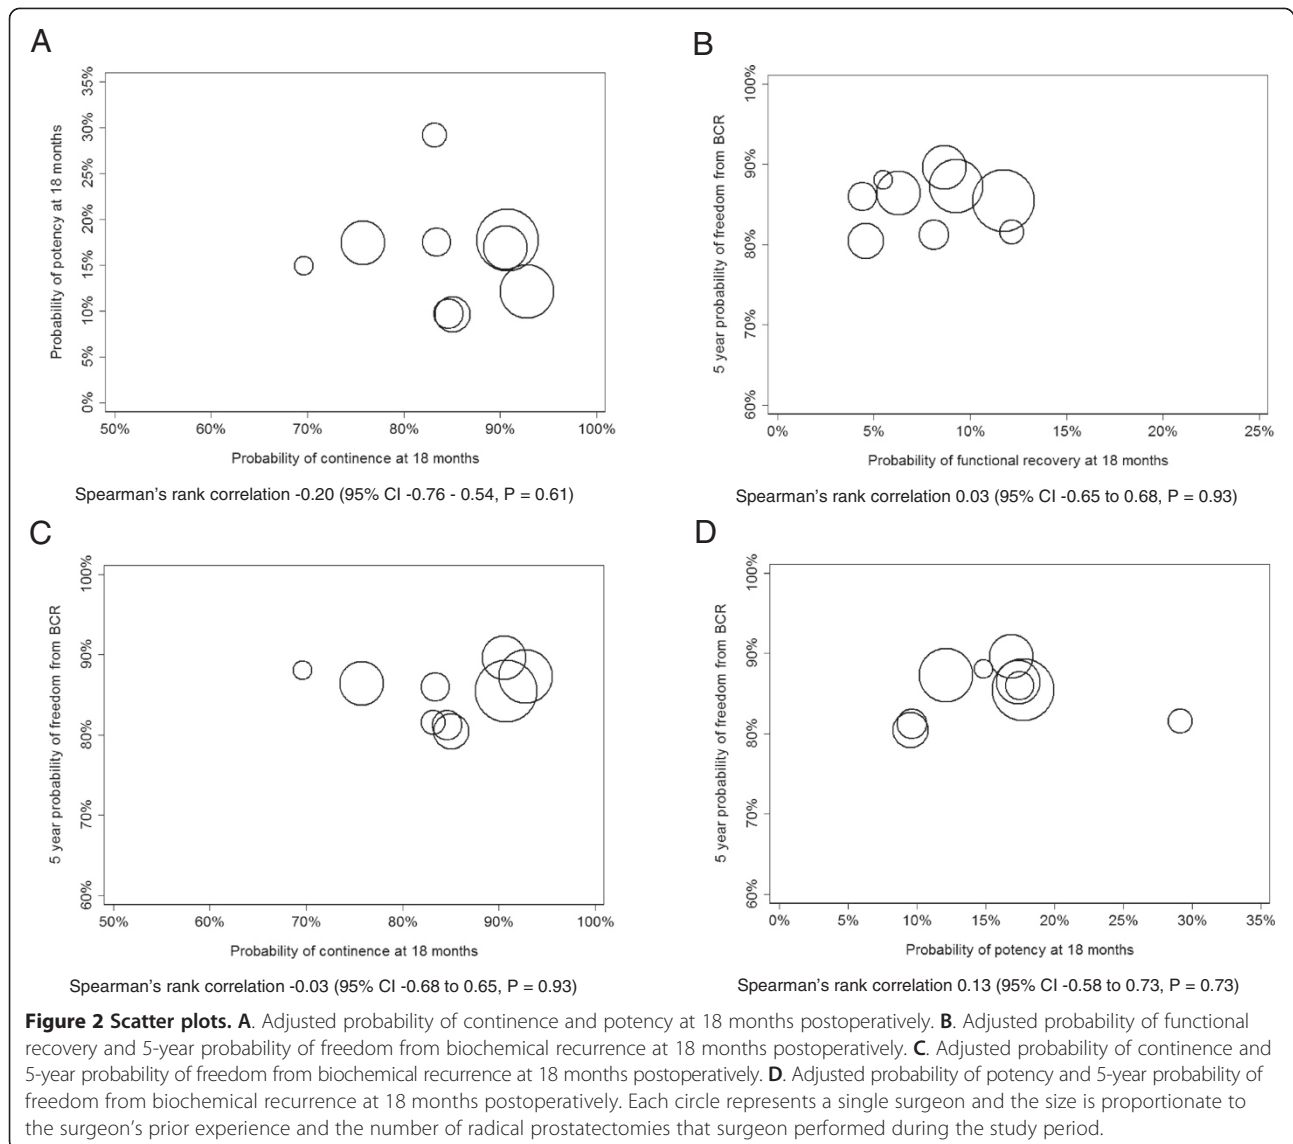 A
35%
30%
25%
20%
15%
10%
5%
0%
Probability of potency at 18 months
50% 60% 70% 80% 90% 100%
Probability of continence at 18 months
Spearman's rank correlation -0.20 (95% CI -0.76 - 0.54, P = 0.61)
B
100%
90%
80%
70%
60%
5 year probability of freedom from BCR
0% 5% 10% 15% 20% 25%
Probability of functional recovery at 18 months
Spearman's rank correlation 0.03 (95% CI -0.65 to 0.68, P = 0.93)
C
100%
90%
80%
70%
60%
5 year probability of freedom from BCR
50% 60% 70% 80% 90% 100%
Probability of continence at 18 months
Spearman's rank correlation -0.03 (95% CI -0.68 to 0.65, P = 0.93)
D
100%
90%
80%
70%
60%
5 year probability of freedom from BCR
0% 5% 10% 15% 20% 25% 30% 35%
Probability of potency at 18 months
Spearman's rank correlation 0.13 (95% CI -0.58 to 0.73, P = 0.73)
Figure 2 Scatter plots. A. Adjusted probability of continence and potency at 18 months postoperatively. B. Adjusted probability of functional
recovery and 5-year probability of freedom from biochemical recurrence at 18 months postoperatively. C. Adjusted probability of continence and
5-year probability of freedom from biochemical recurrence at 18 months postoperatively. D. Adjusted probability of potency and 5-year probability of
freedom from biochemical recurrence at 18 months postoperatively. Each circle represents a single surgeon and the size is proportionate to
the surgeon's prior experience and the number of radical prostatectomies that surgeon performed during the study period.